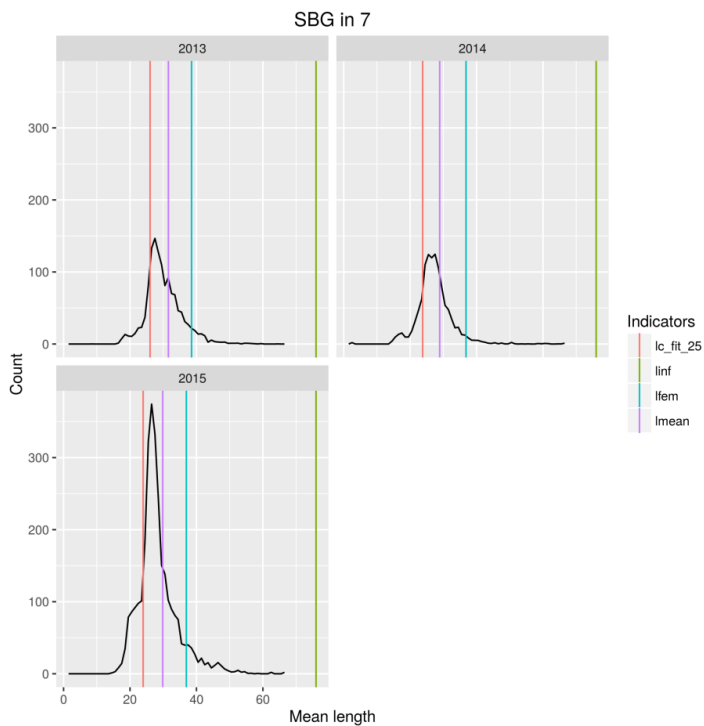 SBG in 7
2013
2014
300
200
100
0
2015
300
200
100
0
0 20 40 60
Mean length
Count
Indicators
lc_fit_25
linf
lfem
lmean